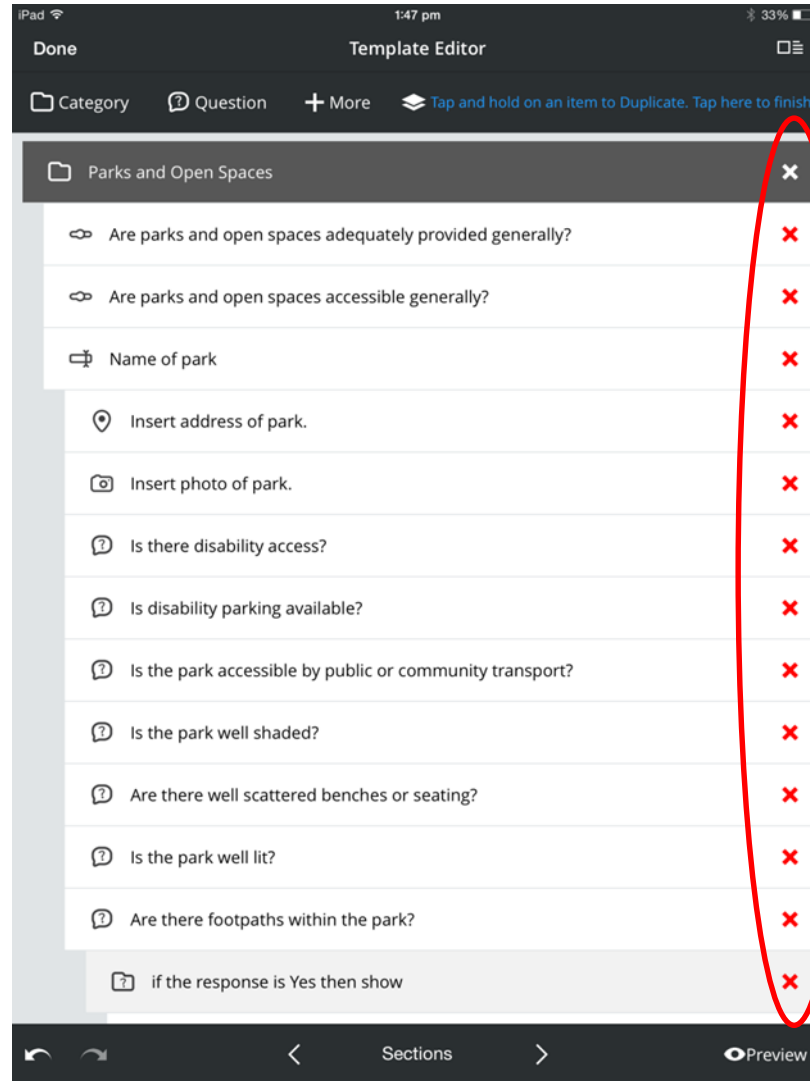 iPad 1:47 pm 33%
Done Template Editor
Category Question More Tap and hold on an item to Duplicate. Tap here to finish
Parks and Open Spaces
Are parks and open spaces adequately provided generally?
Are parks and open spaces accessible generally?
Name of park
Insert address of park.
Insert photo of park.
Is there disability access?
Is disability parking available?
Is the park accessible by public or community transport?
Is the park well shaded?
Are there well scattered benches or seating?
Is the park well lit?
Are there footpaths within the park?
if the response is Yes then show
Sections Preview